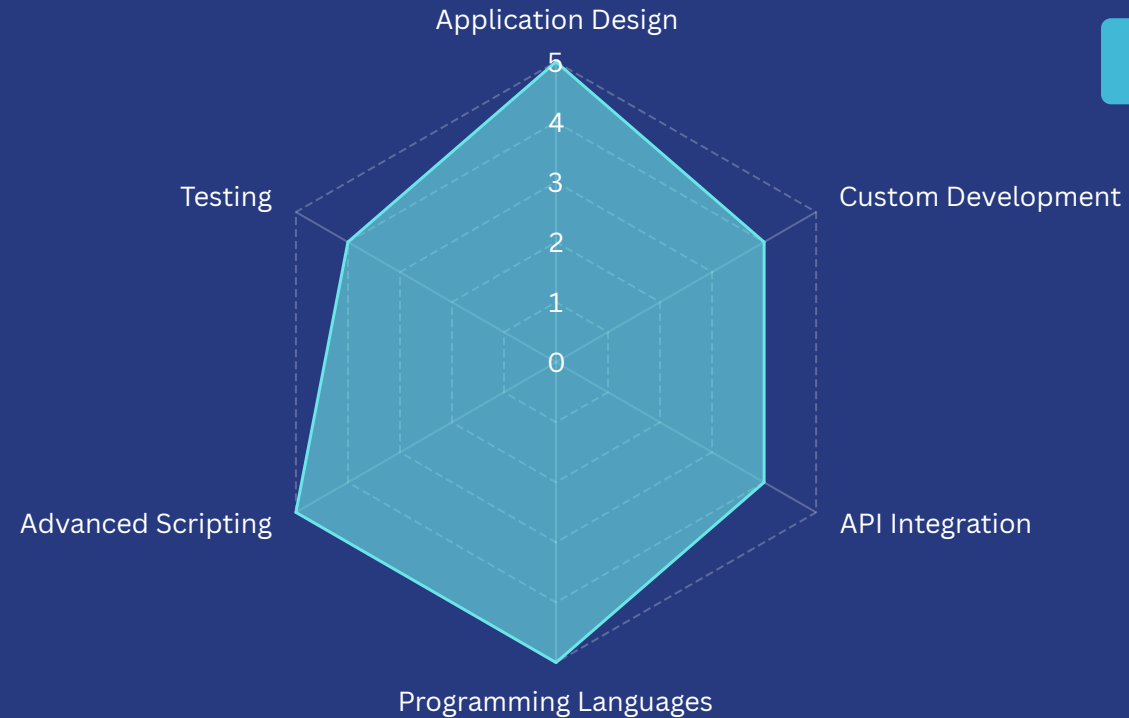 Application Design
5
4
Testing
3
Custom Development
2
1
0
Advanced Scripting
API Integration
Programming Languages